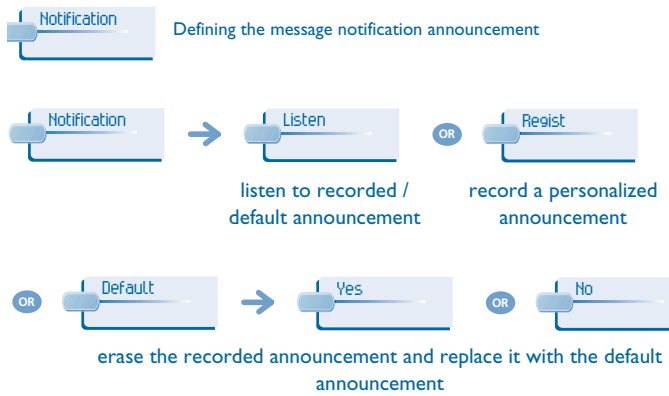 Notification
Defining the message notification announcement
Notification
Listen
OR
Regist
listen to recorded /
default announcement
record a personalized
announcement
OR
Default
Yes
OR
No
erase the recorded announcement and replace it with the default
announcement